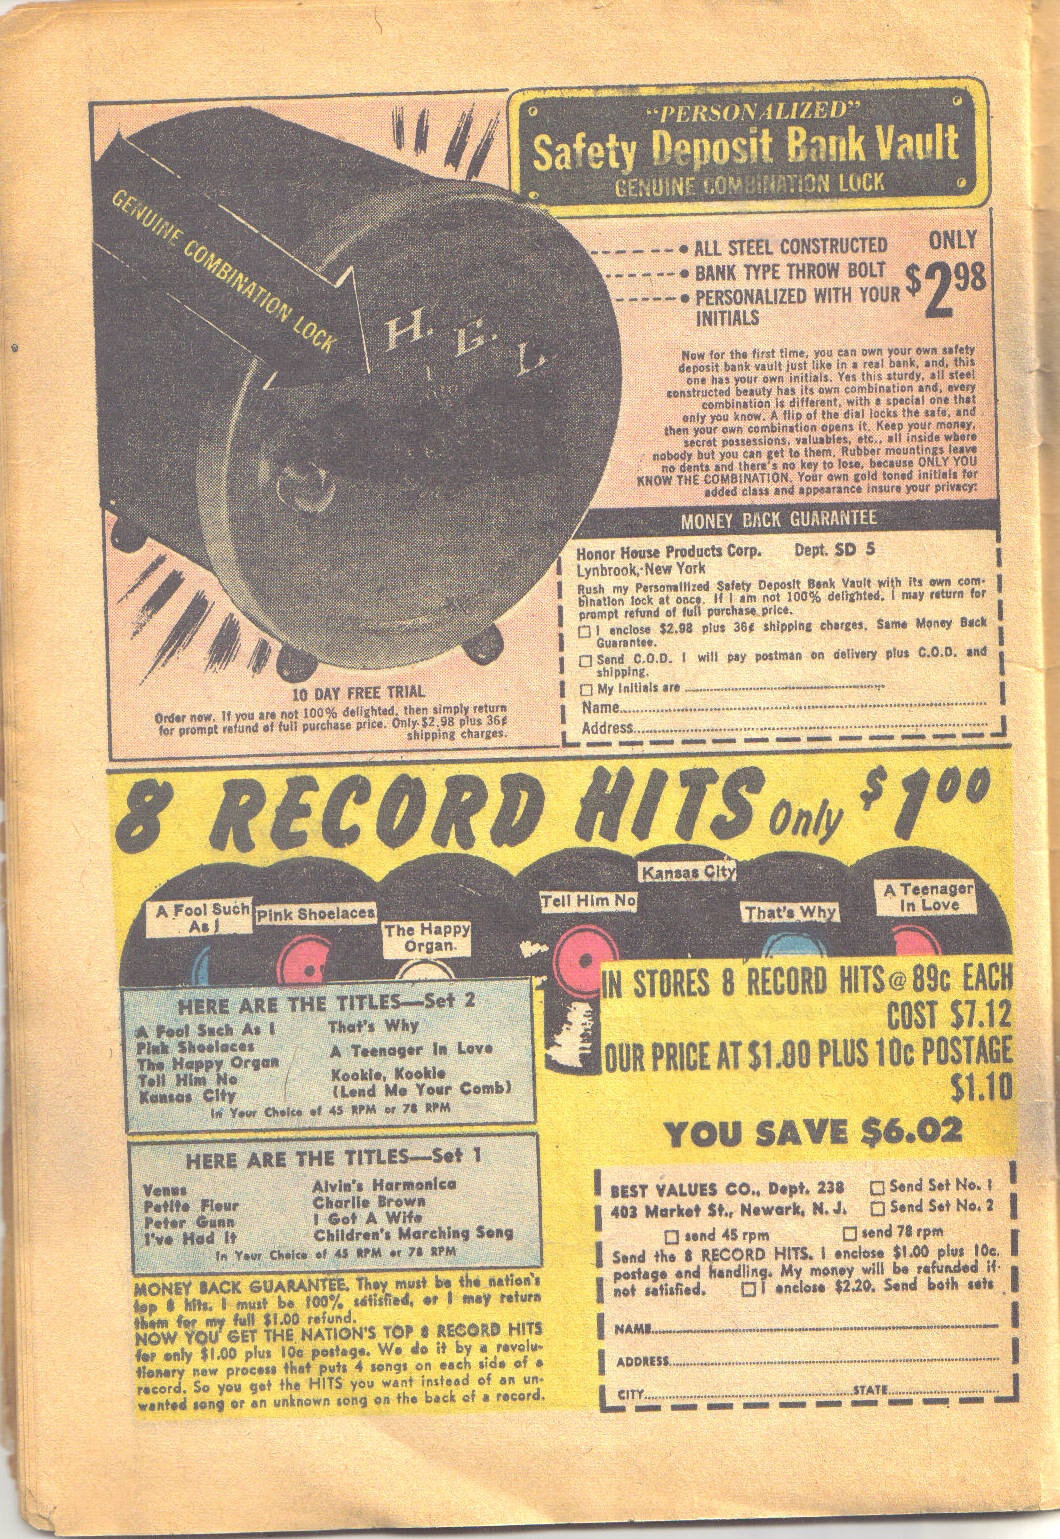 "PERSONALIZED"
Safety Deposit Bank Vault
GENUINE COMBINATION LOCK
GENUINE COMBINATION LOCK
H. G. L
• ALL STEEL CONSTRUCTED
• BANK TYPE THROW BOLT
• PERSONALIZED WITH YOUR
INITIALS
ONLY
$2.98
Now for the first time, you can own your own safety
deposit bank vault just like in a real bank, and, this
one has your own initials. Yes this sturdy, all steel
constructed beauty has its own combination and, every
combination is different, with a special one that
only you know. A flip of the dial locks the safe, and
then your own combination opens it. Keep your money,
secret possessions, valuables, etc., all inside where
nobody but you can get to them. Rubber mountings leave
no dents and there's no key to lose, because ONLY YOU
KNOW THE COMBINATION. Your own gold toned initials for
added class and appearance insure your privacy.
MONEY BACK GUARANTEE
Honor House Products Corp. Dept. SD 5
Lynbrook, New York
Rush my Personalized Safety Deposit Bank Vault with its own com-
bination lock at once. If I am not 100% delighted, I may return for
prompt refund of full purchase price.
☐ I enclose $2.98 plus 36¢ shipping charges. Same Money Back
Guarantee.
☐ Send C.O.D. I will pay postman on delivery plus C.O.D. and
shipping.
☐ My Initials are
Name
Address
10 DAY FREE TRIAL
Order now. If you are not 100% delighted, then simply return
for prompt refund of full purchase price. Only $2.98 plus 36¢
shipping charges.
8 RECORD HITS Only $1.00
A Fool Such
As I
Pink Shoelaces
The Happy
Organ.
Tell Him No
Kansas City
That's Why
A Teenager
In Love
HERE ARE THE TITLES—Set 2
A Fool Such As I
Pink Shoelaces
The Happy Organ
Tell Him No
Kansas City
That's Why
A Teenager In Love
Kookie, Kookie
(Lend Me Your Comb)
In Your Choice of 45 RPM or 78 RPM
HERE ARE THE TITLES—Set 1
Venus
Petite Fleur
Peter Gunn
I've Had It
Alvin's Harmonica
Charlie Brown
I Got A Wife
Children's Marching Song
In Your Choice of 45 RPM or 78 RPM
MONEY BACK GUARANTEE. They must be the nation's
top 8 hits. I must be 100% satisfied, or I may return
them for my full $1.00 refund.
NOW YOU GET THE NATION'S TOP 8 RECORD HITS
for only $1.00 plus 10c postage. We do it by a revolu-
tionary new process that puts 4 songs on each side of a
record. So you get the HITS you want instead of an un-
wanted song or an unknown song on the back of a record.
IN STORES 8 RECORD HITS @ 89c EACH
COST $7.12
OUR PRICE AT $1.00 PLUS 10c POSTAGE
$1.10
YOU SAVE $6.02
BEST VALUES CO., Dept. 238 ☐ Send Set No. 1
403 Market St., Newark, N.J. ☐ Send Set No. 2
☐ send 45 rpm ☐ send 78 rpm
Send the 8 RECORD HITS. I enclose $1.00 plus 10c.
postage and handling. My money will be refunded if
not satisfied. ☐ I enclose $2.20. Send both sets
NAME
ADDRESS
CITY STATE